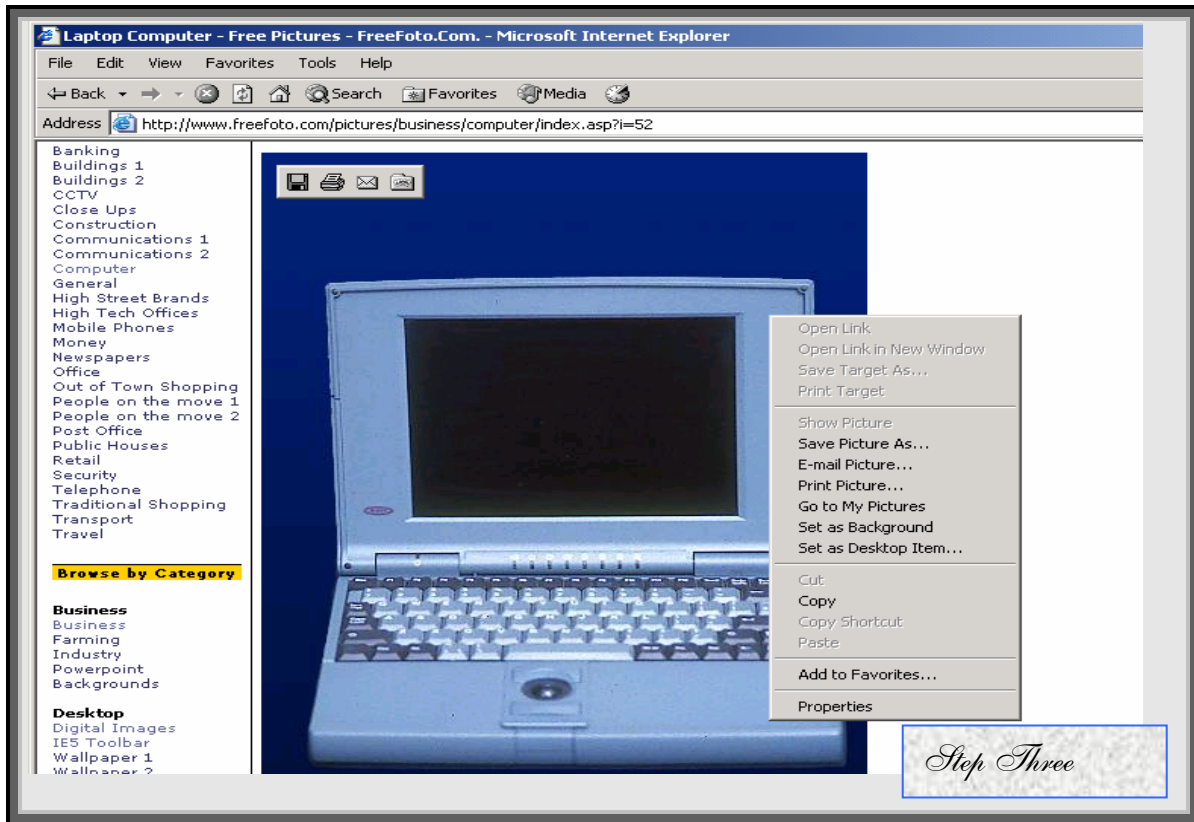 Laptop Computer - Free Pictures - FreeFoto.Com. - Microsoft Internet Explorer
File Edit View Favorites Tools Help
Back Search Favorites Media
Address http://www.freefoto.com/pictures/business/computer/index.asp?i=52
Banking
Buildings 1
Buildings 2
CCTV
Close Ups
Construction
Communications 1
Communications 2
Computer
General
High Street Brands
High Tech Offices
Mobile Phones
Money
Newspapers
Office
Out of Town Shopping
People on the move 1
People on the move 2
Post Office
Public Houses
Retail
Security
Telephone
Traditional Shopping
Transport
Travel
Browse by Category
Business
Business
Farming
Industry
Powerpoint
Backgrounds
Desktop
Digital Images
IE5 Toolbar
Wallpaper 1
Wallpaper 2
Open Link
Open Link in New Window
Save Target As...
Print Target
Show Picture
Save Picture As...
E-mail Picture...
Print Picture...
Go to My Pictures
Set as Background
Set as Desktop Item...
Cut
Copy
Copy Shortcut
Paste
Add to Favorites...
Properties
Step Three